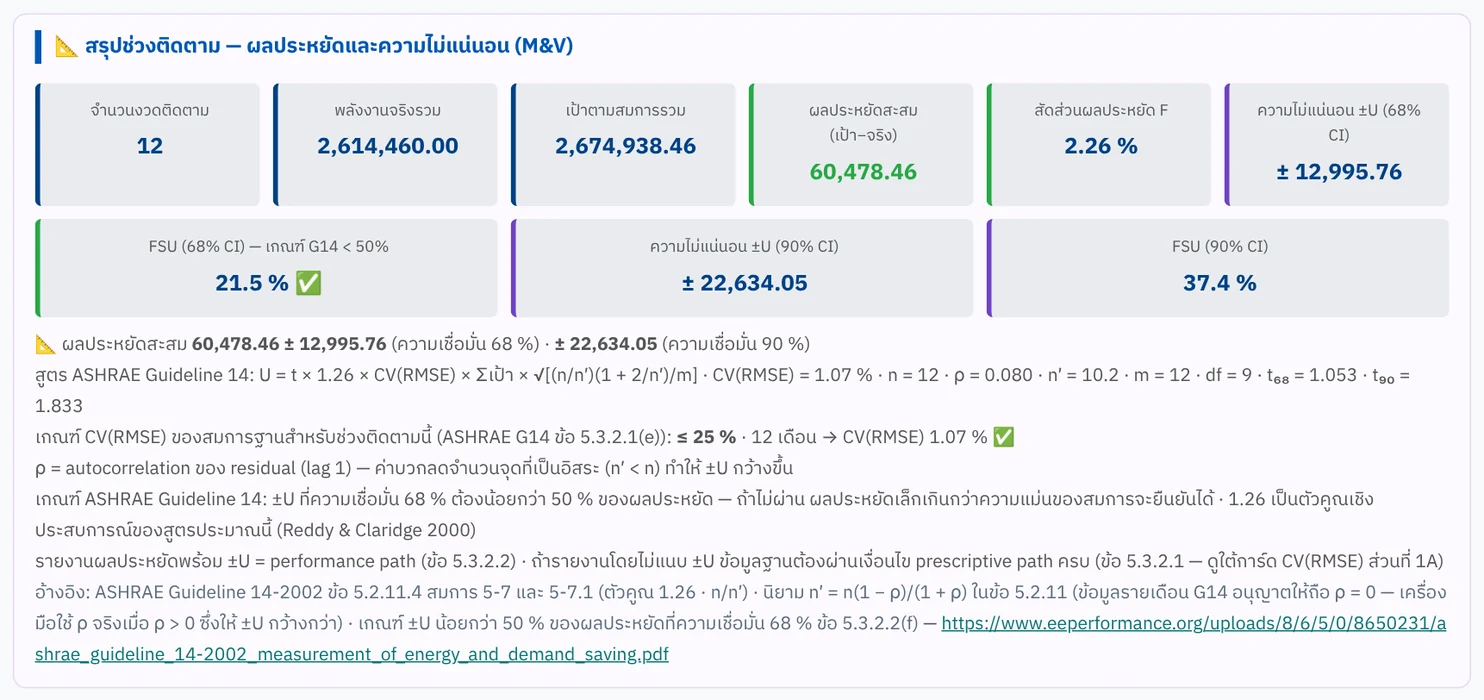 📐 สรุปช่วงติดตาม — ผลประหยัดและความไม่แน่นอน (M&V)
จำนวนงวดติดตาม
12
พลังงานจริงรวม
2,614,460.00
เป้าตามสมการรวม
2,674,938.46
ผลประหยัดสะสม
(เป้า−จริง)
60,478.46
สัดส่วนผลประหยัด F
2.26 %
ความไม่แน่นอน ±U (68%
CI)
± 12,995.76
FSU (68% CI) — เกณฑ์ G14 < 50%
21.5 % ✅
ความไม่แน่นอน ±U (90% CI)
± 22,634.05
FSU (90% CI)
37.4 %
📐 ผลประหยัดสะสม 60,478.46 ± 12,995.76 (ความเชื่อมั่น 68 %) · ± 22,634.05 (ความเชื่อมั่น 90 %)
สูตร ASHRAE Guideline 14: U = t × 1.26 × CV(RMSE) × Σเป้า × √[(n/n′)(1 + 2/n′)/m] · CV(RMSE) = 1.07 % · n = 12 · ρ = 0.080 · n′ = 10.2 · m = 12 · df = 9 · t₆₈ = 1.053 · t₉₀ =
1.833
เกณฑ์ CV(RMSE) ของสมการฐานสำหรับช่วงติดตามนี้ (ASHRAE G14 ข้อ 5.3.2.1(e)): ≤ 25 % · 12 เดือน → CV(RMSE) 1.07 % ✅
ρ = autocorrelation ของ residual (lag 1) — ค่าบวกลดจำนวนจุดที่เป็นอิสระ (n′ < n) ทำให้ ±U กว้างขึ้น
เกณฑ์ ASHRAE Guideline 14: ±U ที่ความเชื่อมั่น 68 % ต้องน้อยกว่า 50 % ของผลประหยัด — ถ้าไม่ผ่าน ผลประหยัดเล็กเกินกว่าความแม่นของสมการจะยืนยันได้ · 1.26 เป็นตัวคูณเชิง
ประสบการณ์ของสูตรประมาณนี้ (Reddy & Claridge 2000)
รายงานผลประหยัดพร้อม ±U = performance path (ข้อ 5.3.2.2) · ถ้ารายงานโดยไม่แนบ ±U ข้อมูลฐานต้องผ่านเงื่อนไข prescriptive path ครบ (ข้อ 5.3.2.1 — ดูใต้การ์ด CV(RMSE) ส่วนที่ 1A)
อ้างอิง: ASHRAE Guideline 14-2002 ข้อ 5.2.11.4 สมการ 5-7 และ 5-7.1 (ตัวคูณ 1.26 · n/n′) · นิยาม n′ = n(1 − ρ)/(1 + ρ) ในข้อ 5.2.11 (ข้อมูลรายเดือน G14 อนุญาตให้ถือ ρ = 0 — เครื่อง
มือใช้ ρ จริงเมื่อ ρ > 0 ซึ่งให้ ±U กว้างกว่า) · เกณฑ์ ±U น้อยกว่า 50 % ของผลประหยัดที่ความเชื่อมั่น 68 % ข้อ 5.3.2.2(f) — https://www.eeperformance.org/uploads/8/6/5/0/8650231/a
shrae_guideline_14-2002_measurement_of_energy_and_demand_saving.pdf